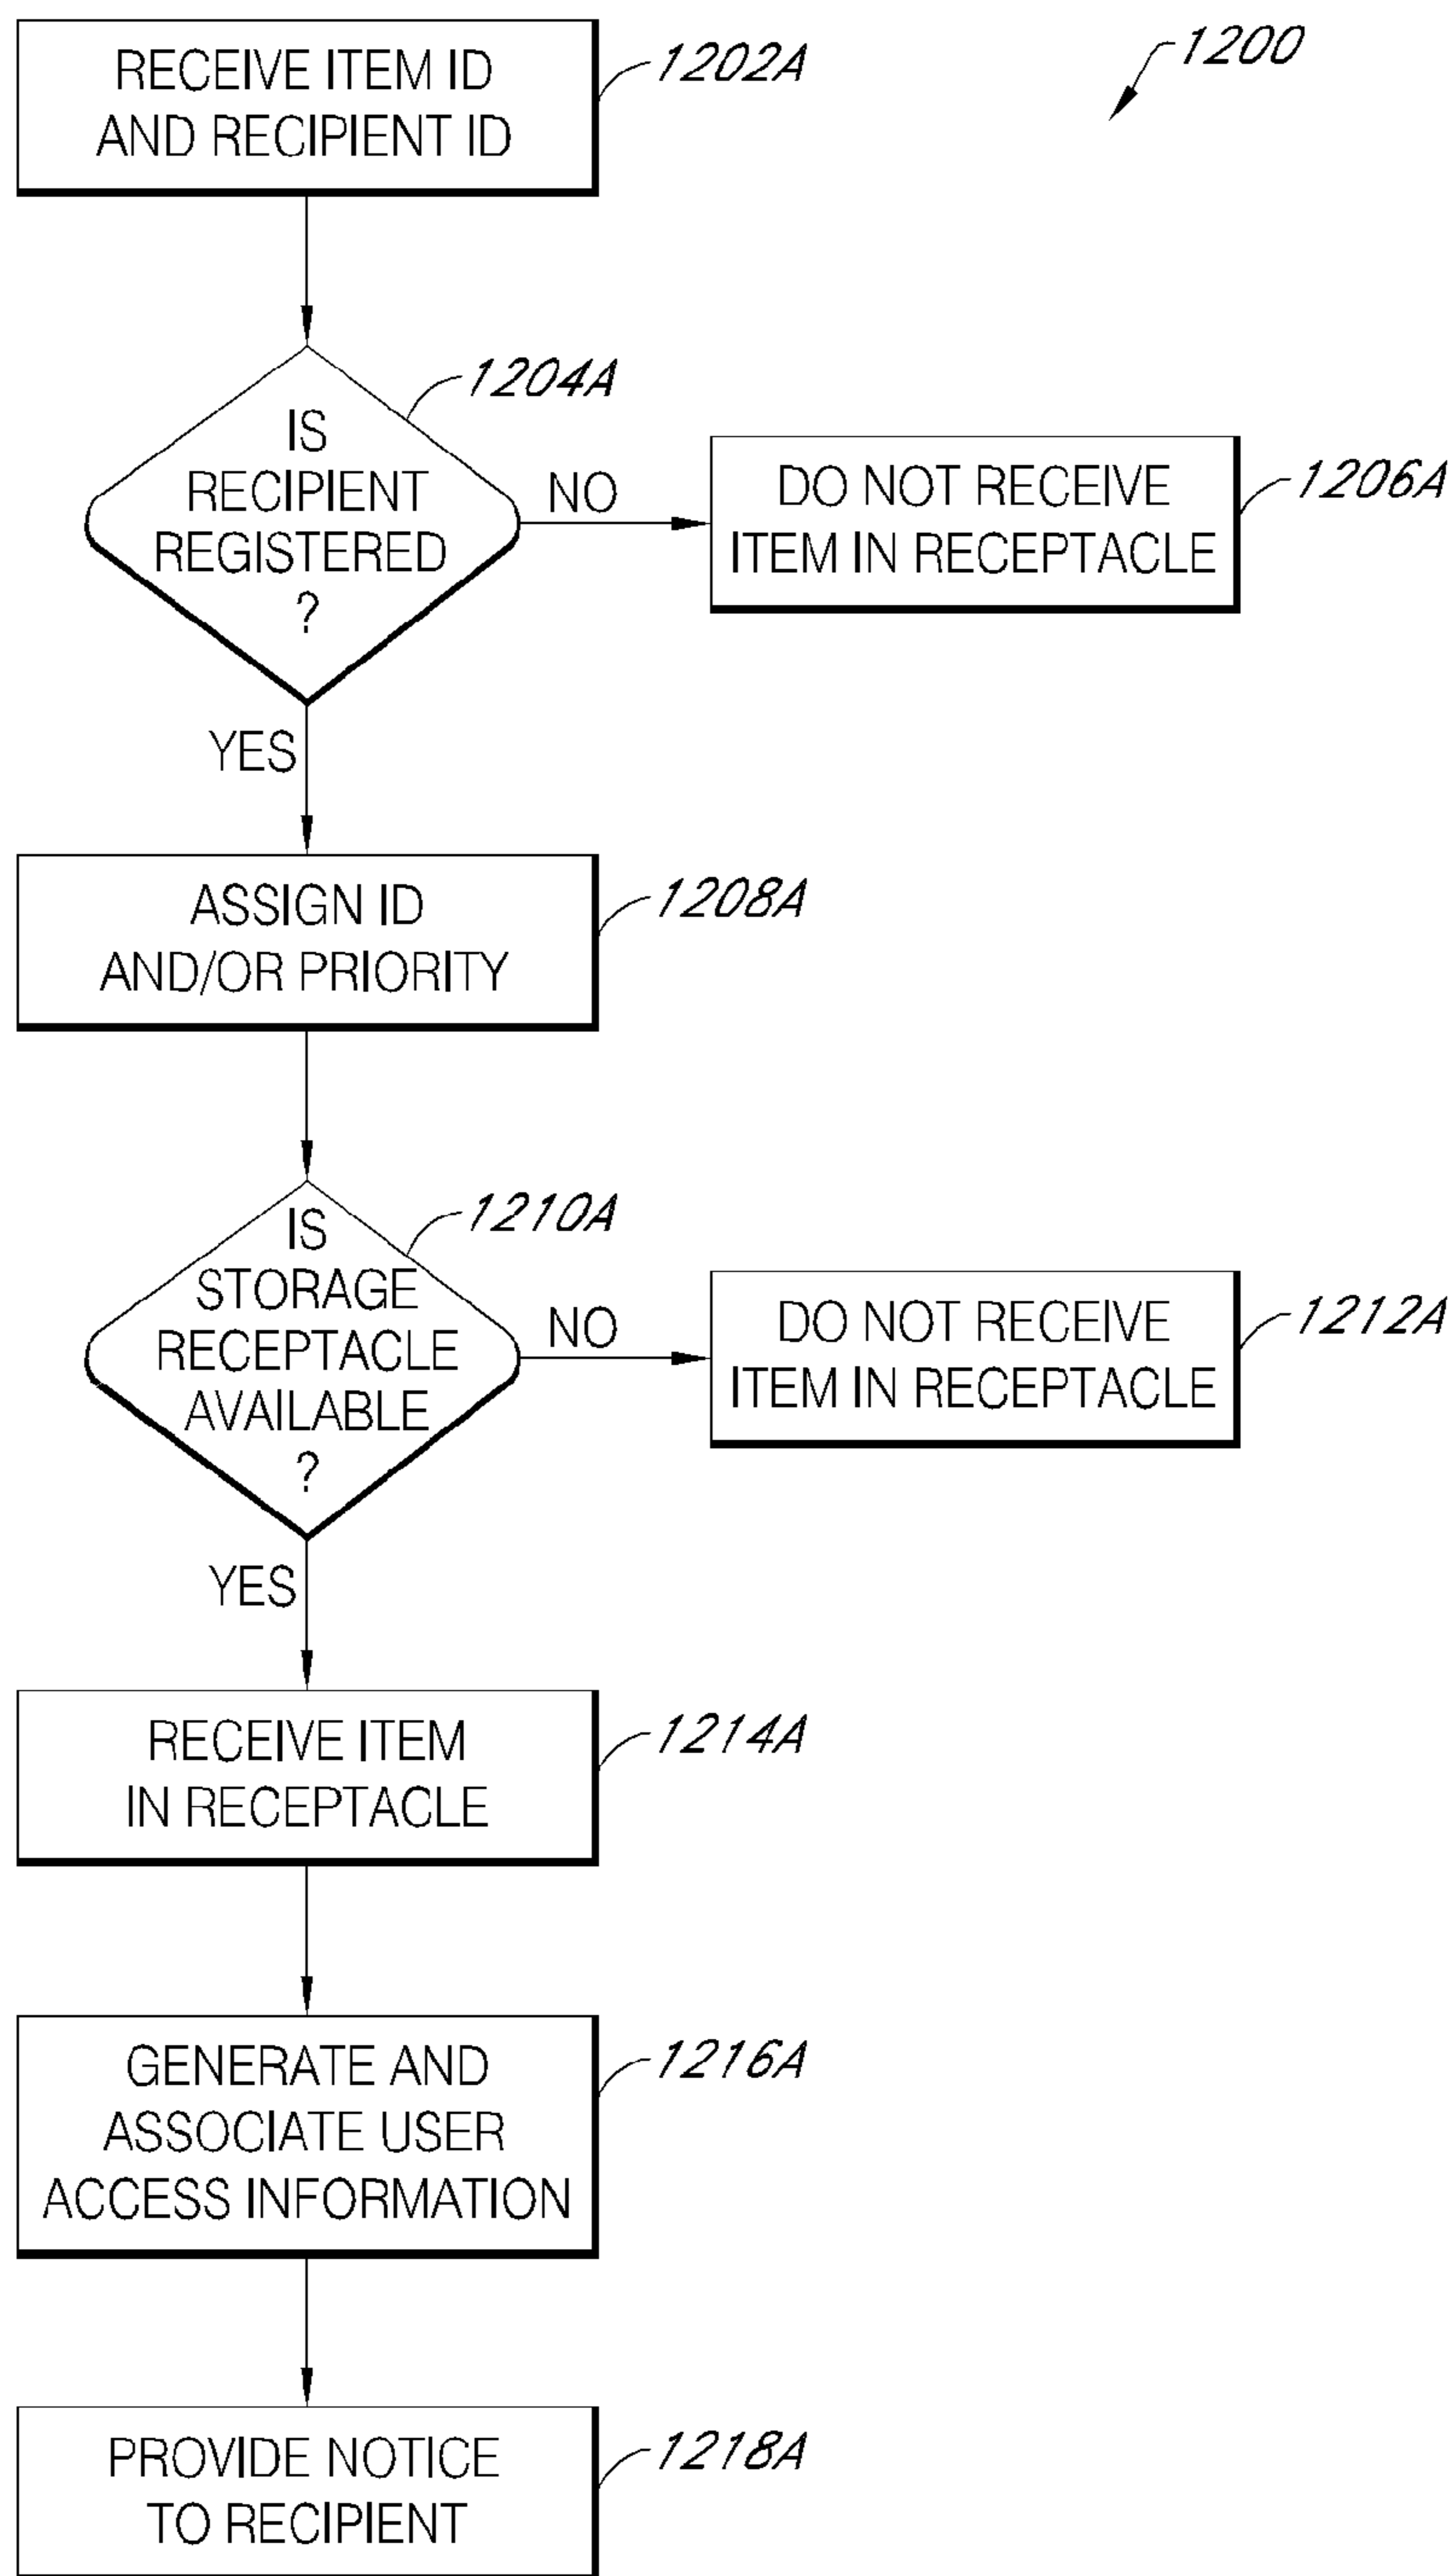 RECEIVE ITEM ID
AND RECIPIENT ID
1202A
1200
IS
RECIPIENT
REGISTERED
?
1204A
NO
DO NOT RECEIVE
ITEM IN RECEPTACLE
1206A
YES
ASSIGN ID
AND/OR PRIORITY
1208A
IS
STORAGE
RECEPTACLE
AVAILABLE
?
1210A
NO
DO NOT RECEIVE
ITEM IN RECEPTACLE
1212A
YES
RECEIVE ITEM
IN RECEPTACLE
1214A
GENERATE AND
ASSOCIATE USER
ACCESS INFORMATION
1216A
PROVIDE NOTICE
TO RECIPIENT
1218A